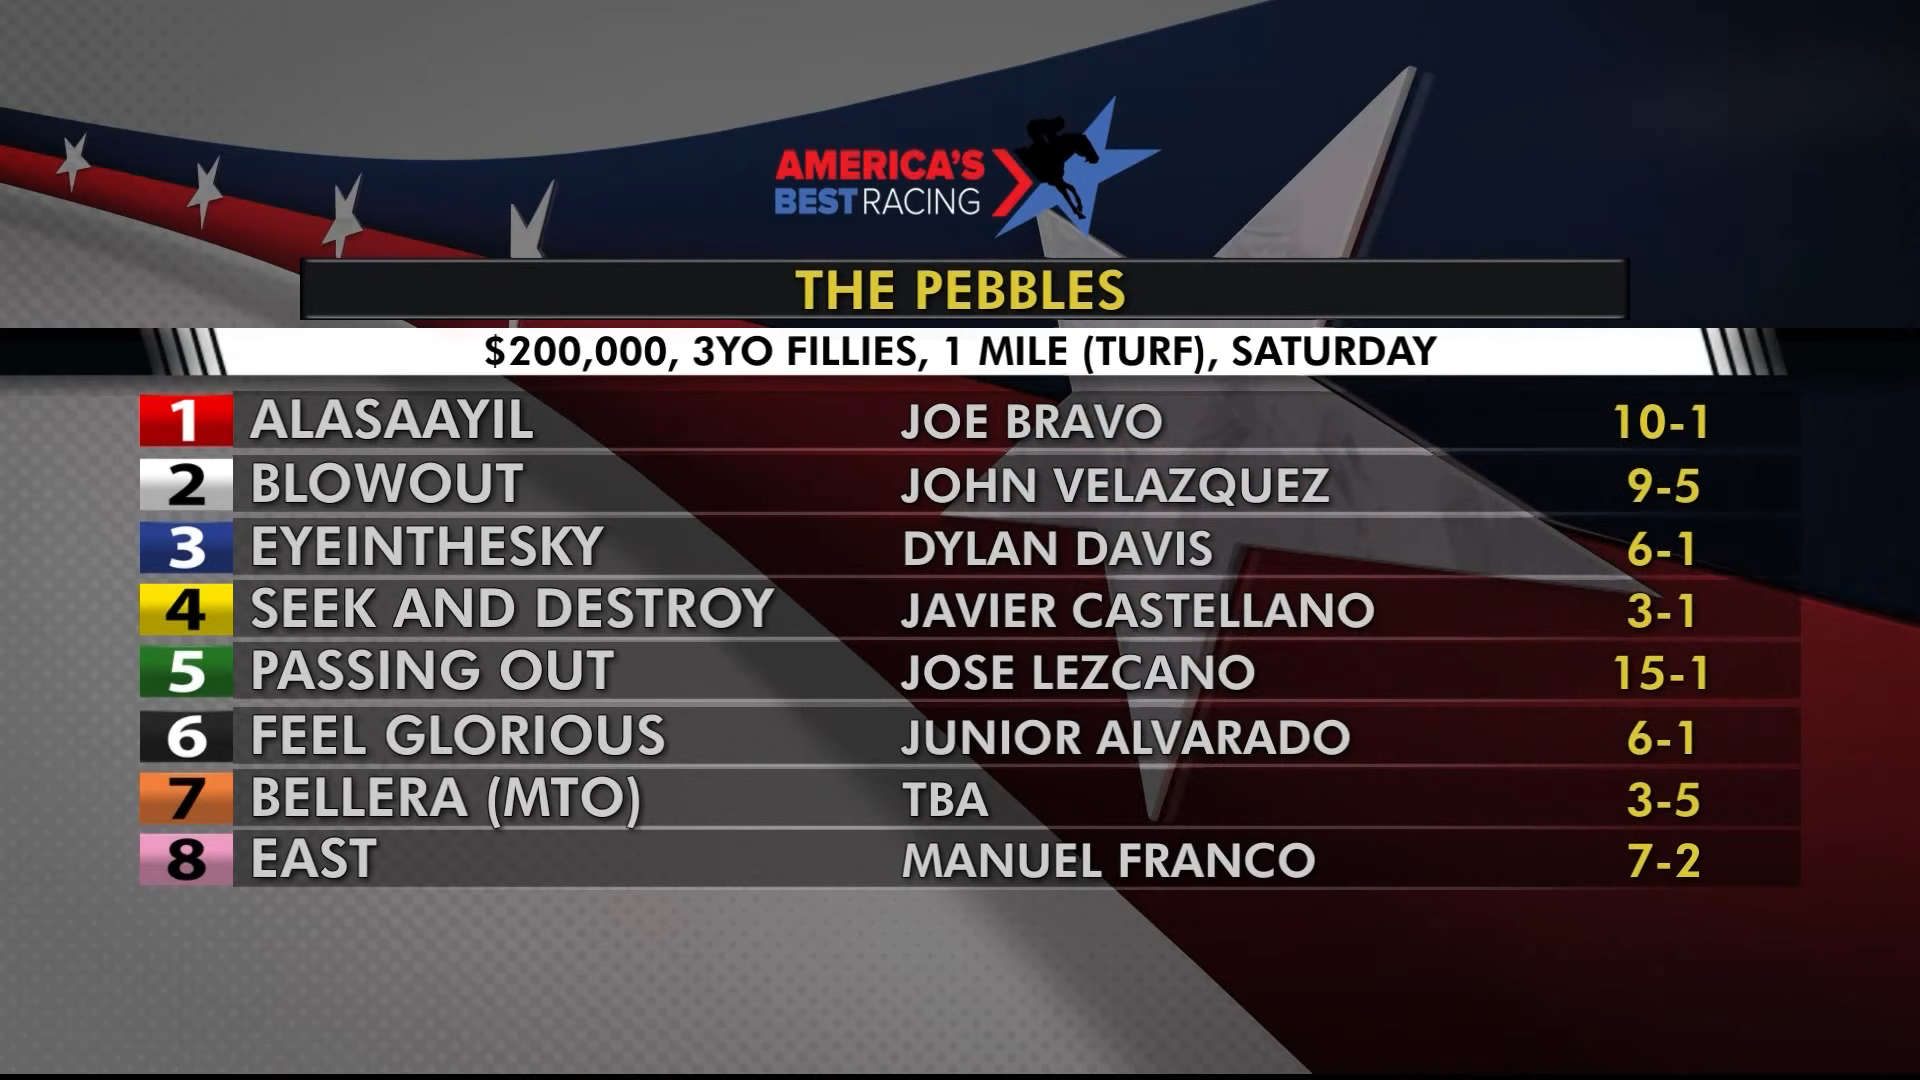 AMERICA'S
BEST RACING
THE PEBBLES
$200,000, 3YO FILLIES, 1 MILE (TURF), SATURDAY
1 ALASAAYIL JOE BRAVO 10-1
2 BLOWOUT JOHN VELAZQUEZ 9-5
3 EYEINTHESKY DYLAN DAVIS 6-1
4 SEEK AND DESTROY JAVIER CASTELLANO 3-1
5 PASSING OUT JOSE LEZCANO 15-1
6 FEEL GLORIOUS JUNIOR ALVARADO 6-1
7 BELLERA (MTO) TBA 3-5
8 EAST MANUEL FRANCO 7-2